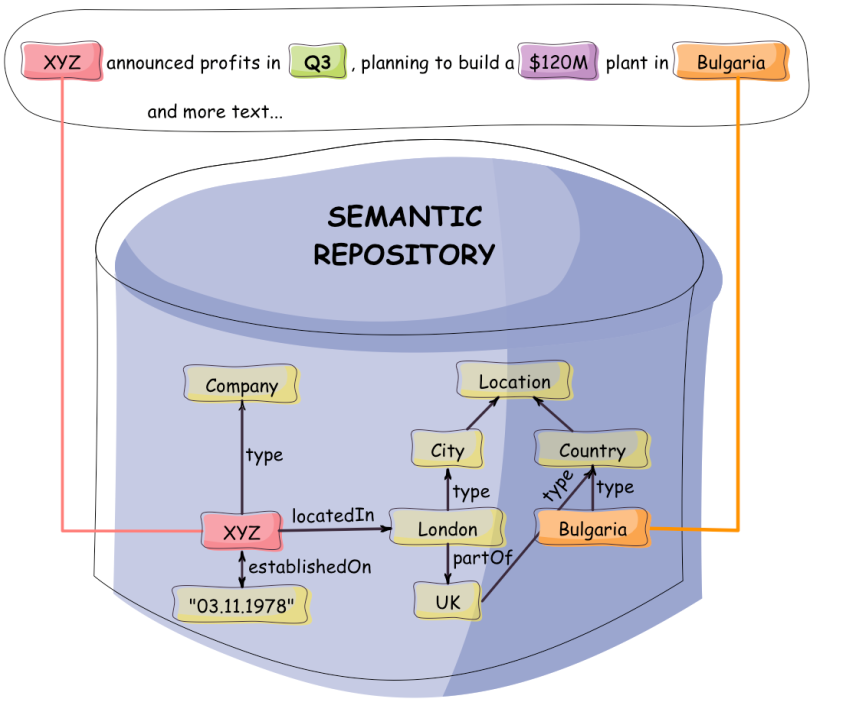 XYZ announced profits in Q3, planning to build a $120M plant in Bulgaria
and more text...
SEMANTIC
REPOSITORY
Company
Location
City
Country
type
type
type
type
XYZ
locatedIn
London
Bulgaria
establishedOn
partOf
"03.11.1978"
UK